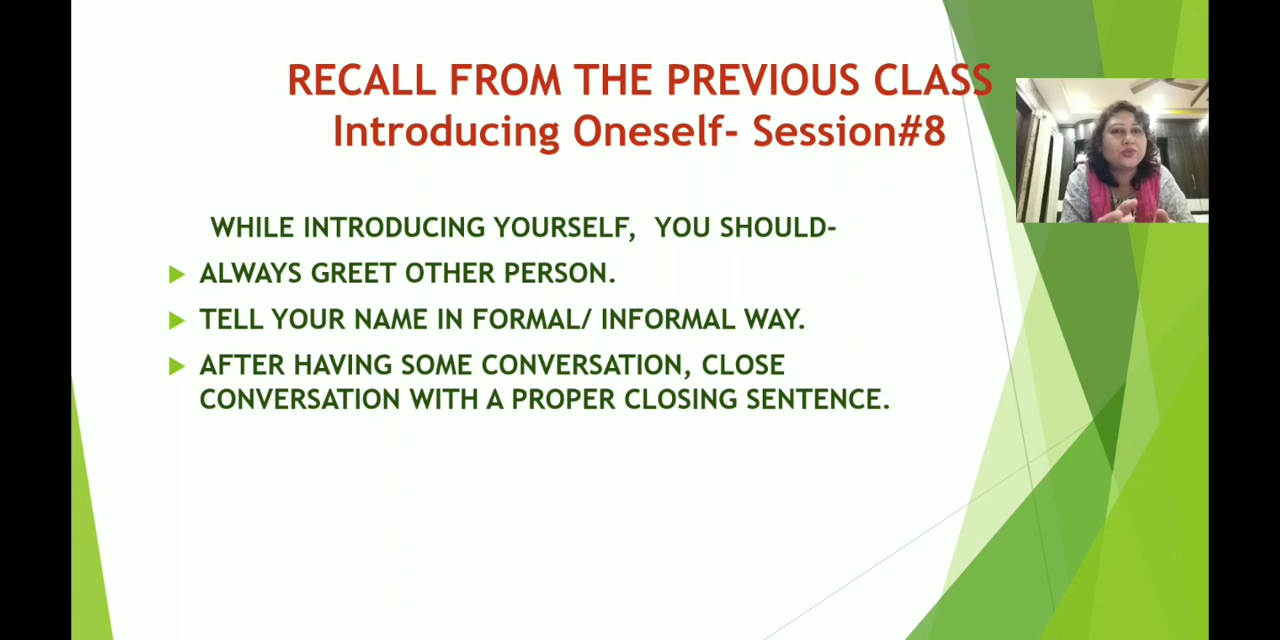 RECALL FROM THE PREVIOUS CLASS
Introducing Oneself- Session#8
WHILE INTRODUCING YOURSELF, YOU SHOULD-
ALWAYS GREET OTHER PERSON.
TELL YOUR NAME IN FORMAL/ INFORMAL WAY.
AFTER HAVING SOME CONVERSATION, CLOSE
CONVERSATION WITH A PROPER CLOSING SENTENCE.